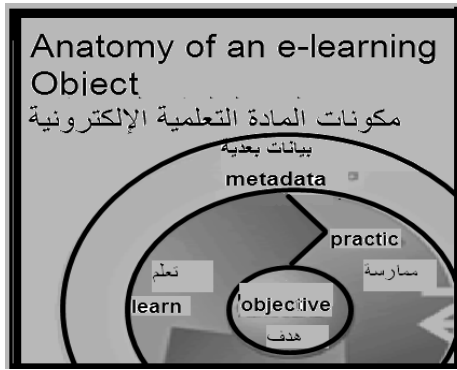 Anatomy of an e-learning
Obiect
مكونات المادة التعلمية الإلكترونية
بيانات بعدية
metadata
practic
تعلم
ممارسة
learn
objective
هدف